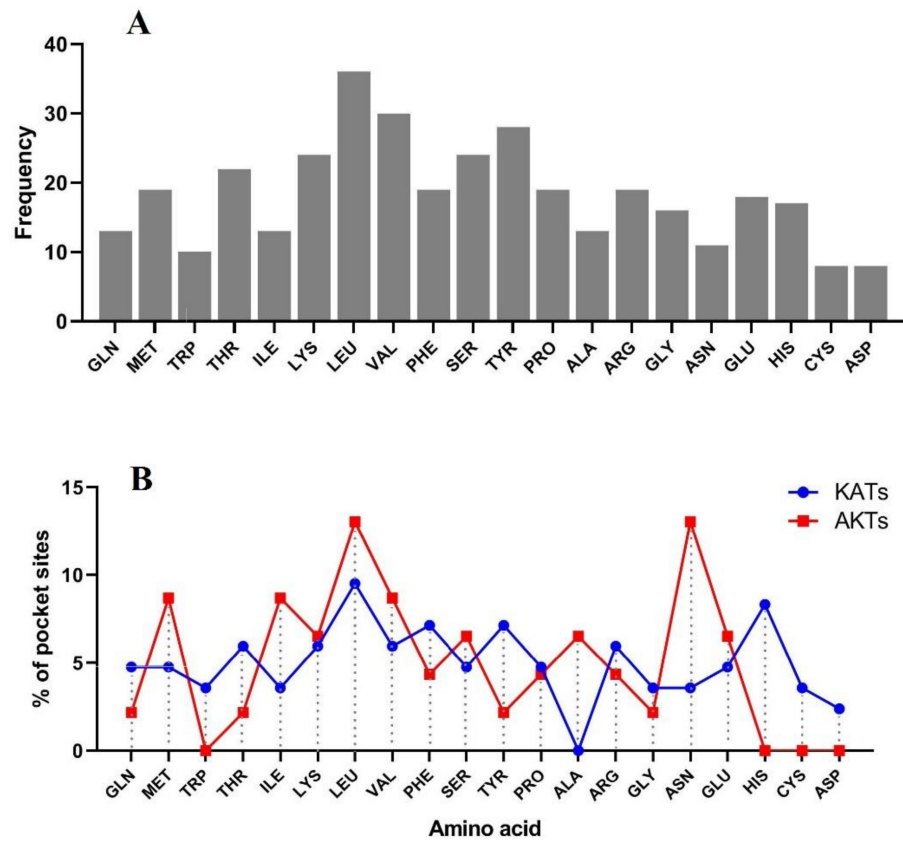 A
Frequency
40
30
20
10
0
GLN MET TRP THR ILE LYS LEU VAL PHE SER TYR PRO ALA ARG GLY ASN GLU HIS CYS ASP
B
KATs
AKTs
% of pocket sites
15
10
5
0
GLN MET TRP THR ILE LYS LEU VAL PHE SER TYR PRO ALA ARG GLY ASN GLU HIS CYS ASP
Amino acid